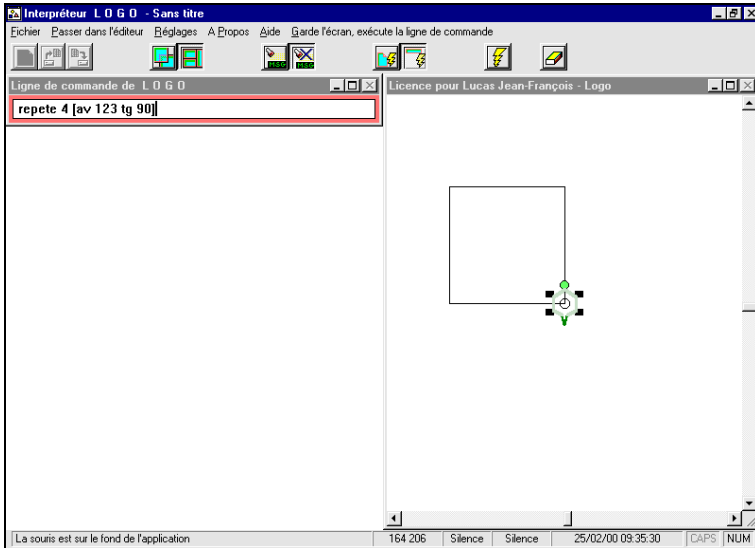 Interpréteur L O G O - Sans titre
Fichier Passer dans l'éditeur Réglages A Propos Aide Garde l'écran, exécute la ligne de commande
MSG MSG
Ligne de commande de L O G O
Licence pour Lucas Jean-François - Logo
repete 4 [av 123 tg 90]
La souris est sur le fond de l'application 164 206 Silence Silence 25/02/00 09:35:30 CAPS NUM